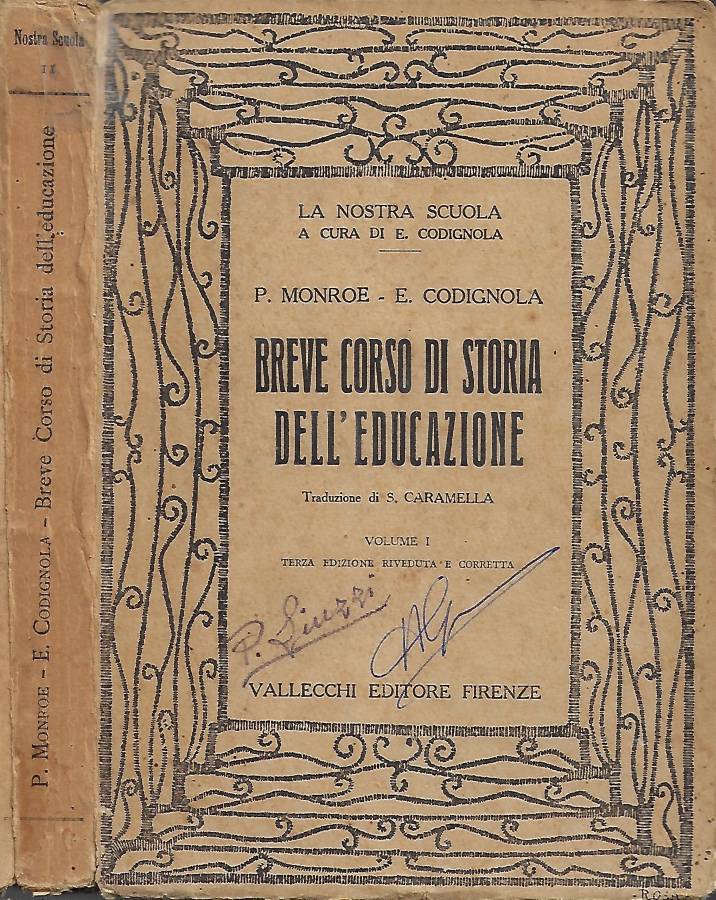 Nostra Scuola
II
P. MONROE - E. CODIGNOLA - Breve Corso di Storia dell'educazione
LA NOSTRA SCUOLA
A CURA DI E. CODIGNOLA
P. MONROE - E. CODIGNOLA
BREVE CORSO DI STORIA
DELL'EDUCAZIONE
Traduzione di S. CARAMELLA
VOLUME I
TERZA EDIZIONE RIVEDUTA E CORRETTA
P. Liuzzi
VALLECCHI EDITORE FIRENZE